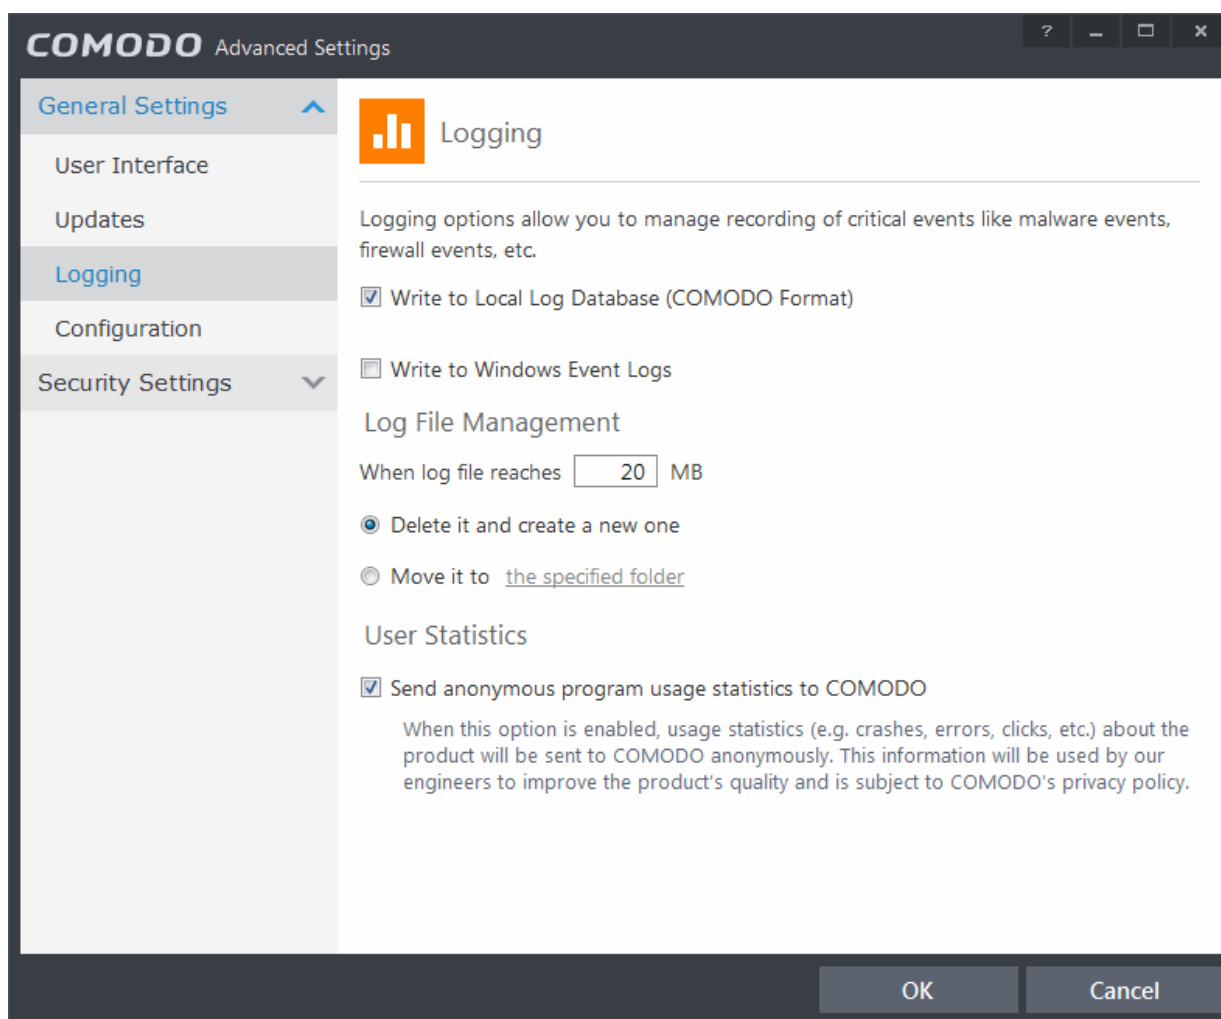 COMODO Advanced Settings
?
General Settings
User Interface
Updates
Logging
Configuration
Security Settings
Logging
Logging options allow you to manage recording of critical events like malware events,
firewall events, etc.
Write to Local Log Database (COMODO Format)
Write to Windows Event Logs
Log File Management
When log file reaches 20 MB
Delete it and create a new one
Move it to the specified folder
User Statistics
Send anonymous program usage statistics to COMODO
When this option is enabled, usage statistics (e.g. crashes, errors, clicks, etc.) about the
product will be sent to COMODO anonymously. This information will be used by our
engineers to improve the product's quality and is subject to COMODO's privacy policy.
OK Cancel